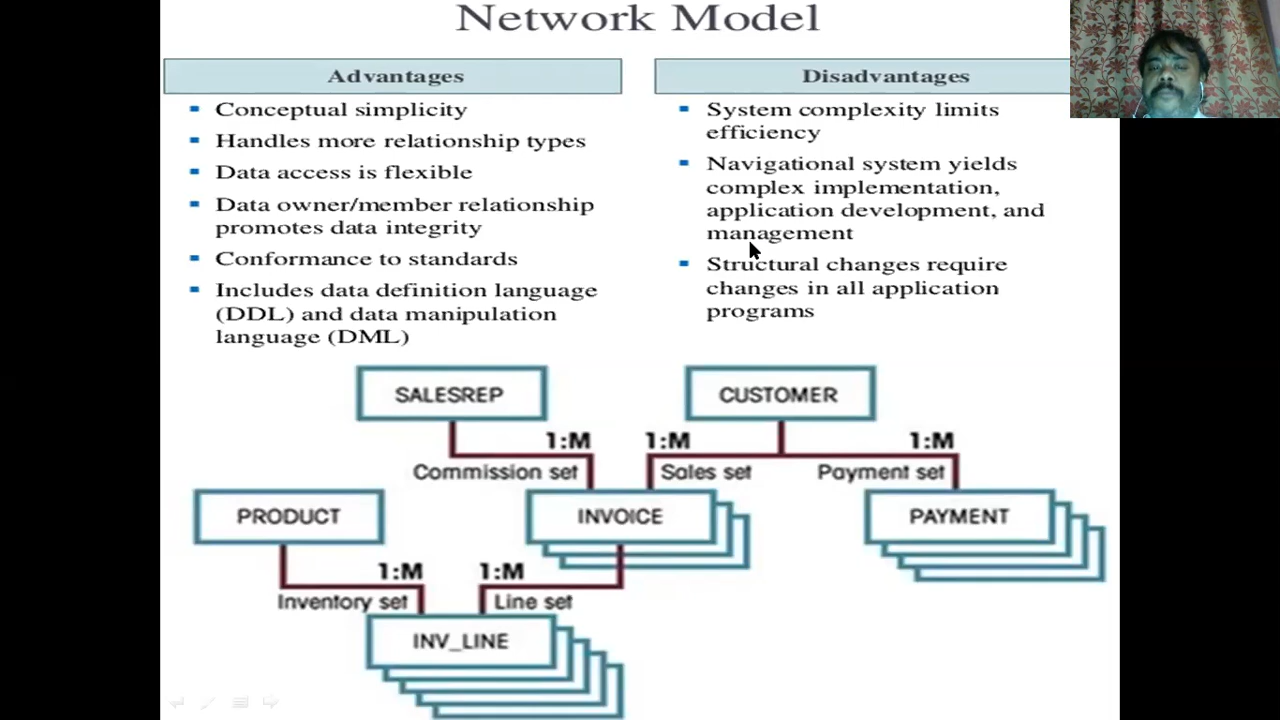 Network Model
Advantages
Conceptual simplicity
Handles more relationship types
Data access is flexible
Data owner/member relationship
promotes data integrity
Conformance to standards
Includes data definition language
(DDL) and data manipulation
language (DML)
Disadvantages
System complexity limits
efficiency
Navigational system yields
complex implementation,
application development, and
management
Structural changes require
changes in all application
programs
SALESREP
CUSTOMER
1:M
1:M
1:M
Commission set
Sales set
Payment set
PRODUCT
INVOICE
PAYMENT
1:M
1:M
Inventory set
Line set
INV_LINE